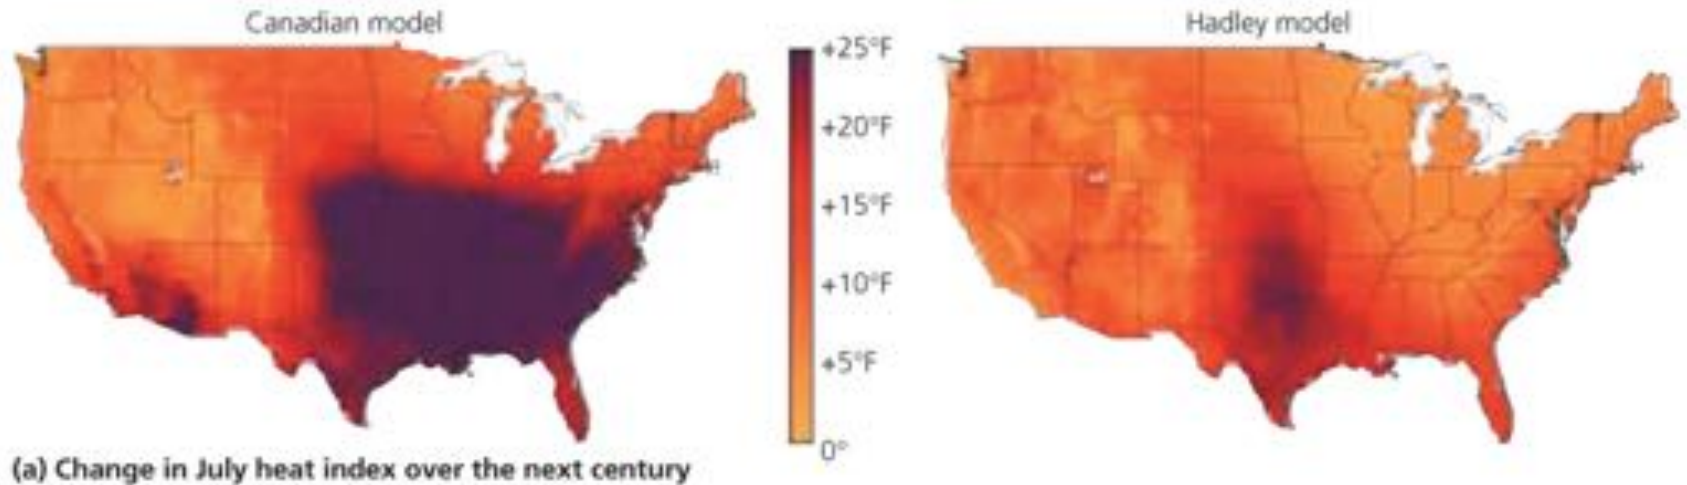 Canadian model
Hadley model
+25°F
+20°F
+15°F
+10°F
+5°F
0°
(a) Change in July heat index over the next century